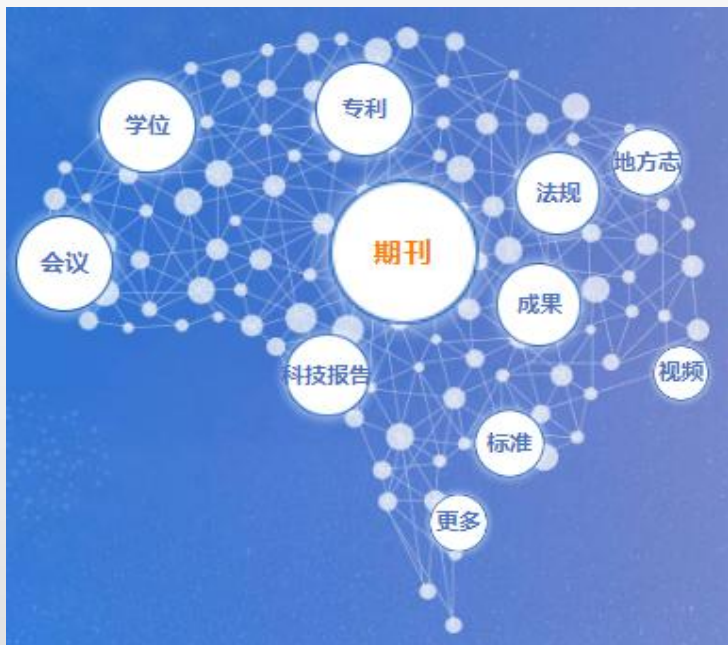 专利
学位
地方志
法规
期刊
会议
成果
科技报告
视频
标准
更多